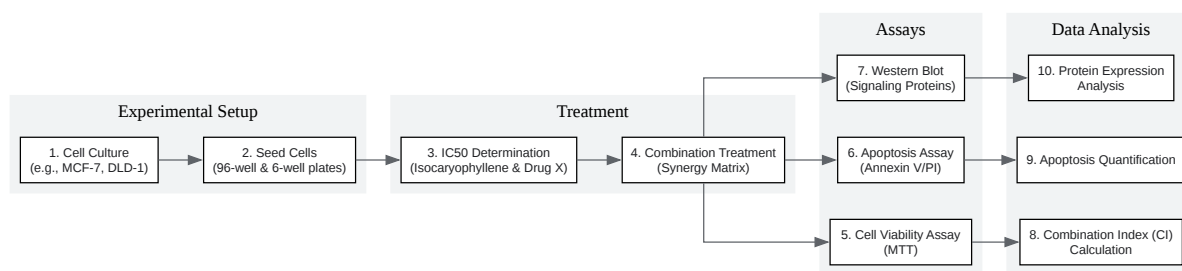 Experimental Setup
1. Cell Culture
(e.g., MCF-7, DLD-1)
2. Seed Cells
(96-well & 6-well plates)
Treatment
3. IC50 Determination
(Isocaryophyllene & Drug X)
4. Combination Treatment
(Synergy Matrix)
Assays
7. Western Blot
(Signaling Proteins)
6. Apoptosis Assay
(Annexin V/PI)
5. Cell Viability Assay
(MTT)
Data Analysis
10. Protein Expression
Analysis
9. Apoptosis Quantification
8. Combination Index (CI)
Calculation